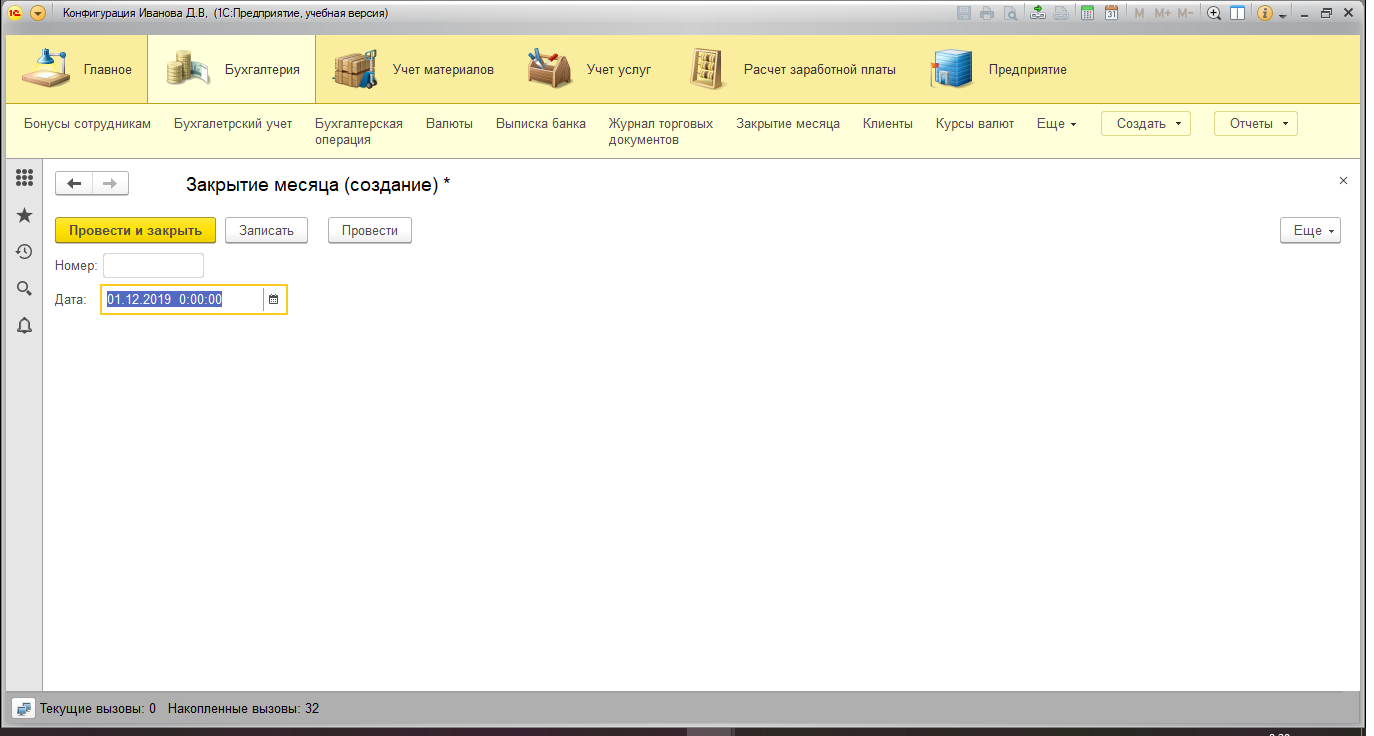 Конфигурация Иванова Д.В, (1С:Предприятие, учебная версия)
M M+ M-
Главное Бухгалтерия Учет материалов Учет услуг Расчет заработной платы Предприятие
Бонусы сотрудникам Бухгалетрский учет Бухгалтерская операция Валюты Выписка банка Журнал торговых документов Закрытие месяца Клиенты Курсы валют Еще Создать Отчеты
Закрытие месяца (создание) *
Провести и закрыть Записать Провести Еще
Номер:
Дата: 01.12.2019 0:00:00
Текущие вызовы: 0 Накопленные вызовы: 32